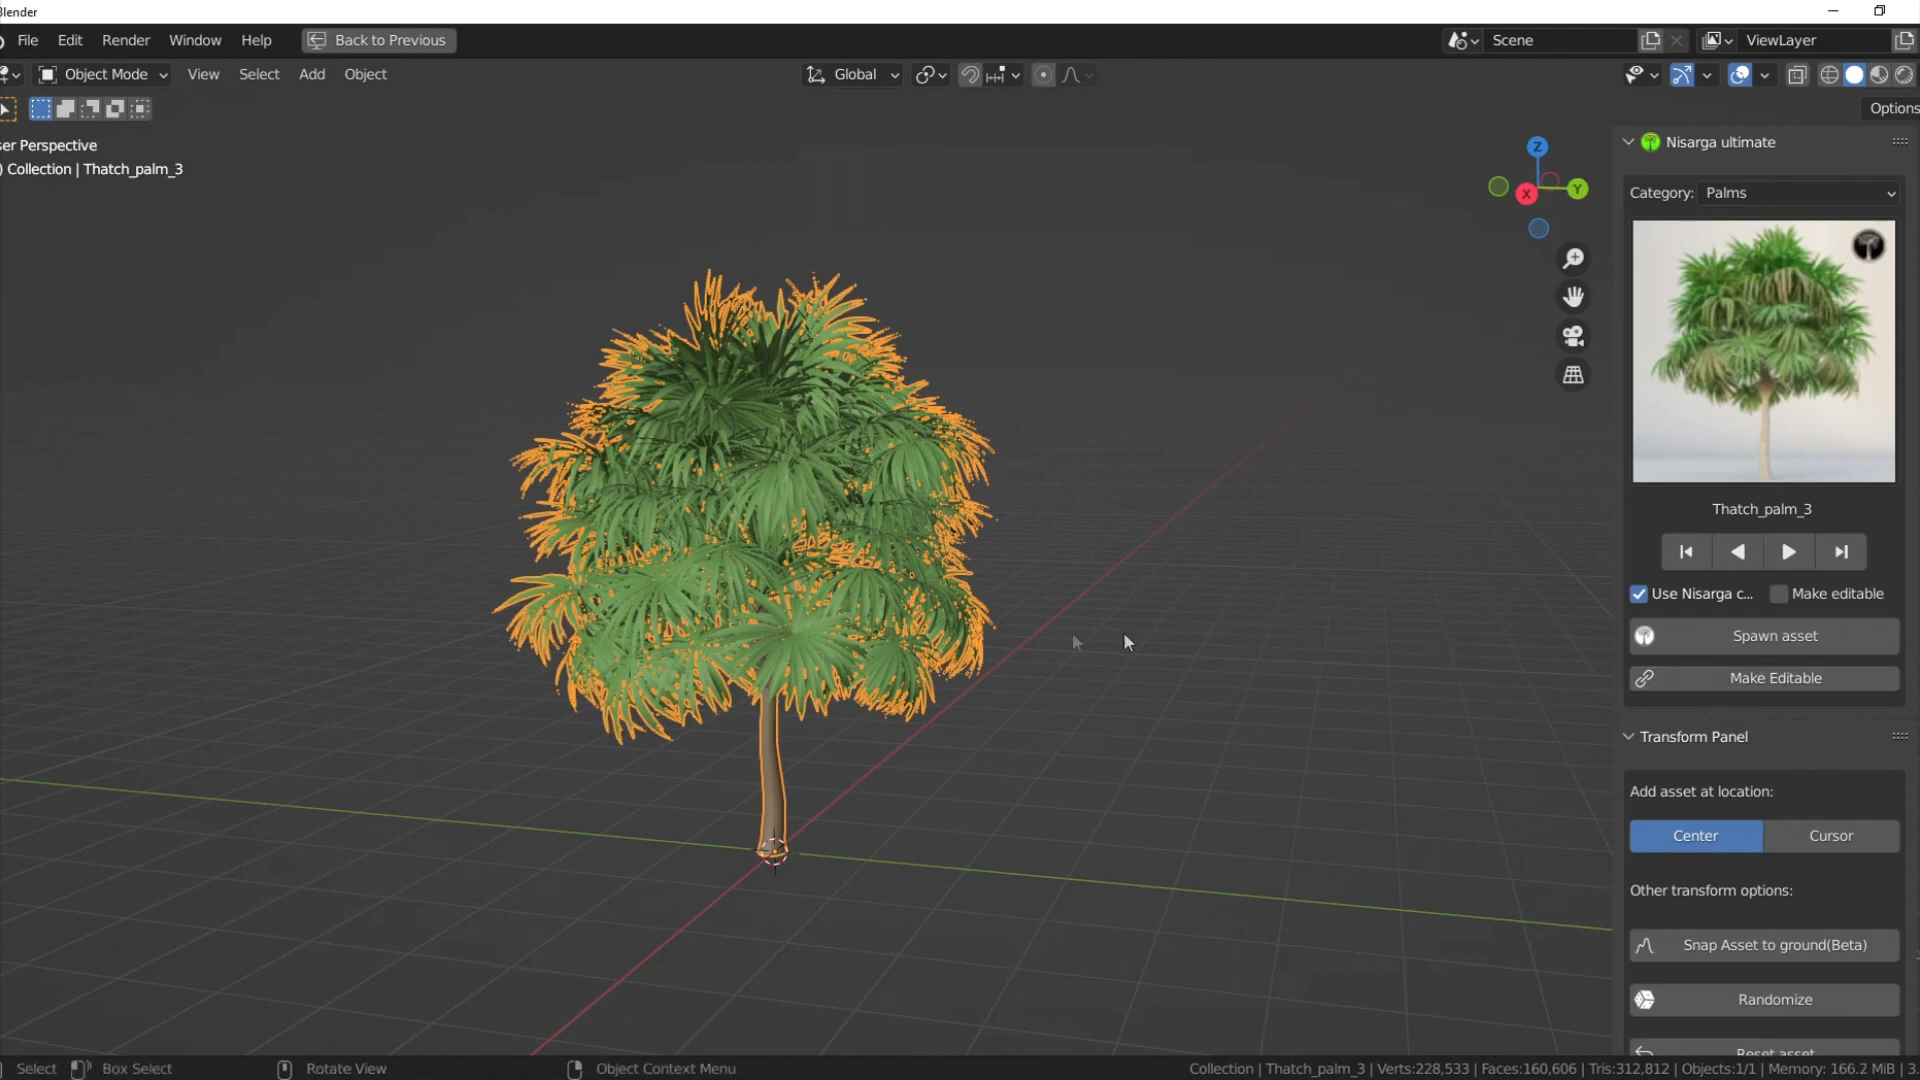 Blender
File Edit Render Window Help Back to Previous Scene ViewLayer
Object Mode View Select Add Object Global
Options
ser Perspective
) Collection | Thatch_palm_3
Z
X
Y
Nisarga ultimate
Category: Palms
Thatch_palm_3
Use Nisarga c... Make editable
Spawn asset
Make Editable
Transform Panel
Add asset at location:
Center Cursor
Other transform options:
Snap Asset to ground(Beta)
Randomize
Reset asset
Select Box Select Rotate View Object Context Menu Collection | Thatch_palm_3 | Verts:228,533 | Faces:160,606 | Tris:312,812 | Objects:1/1 | Memory: 166.2 MiB | 3.